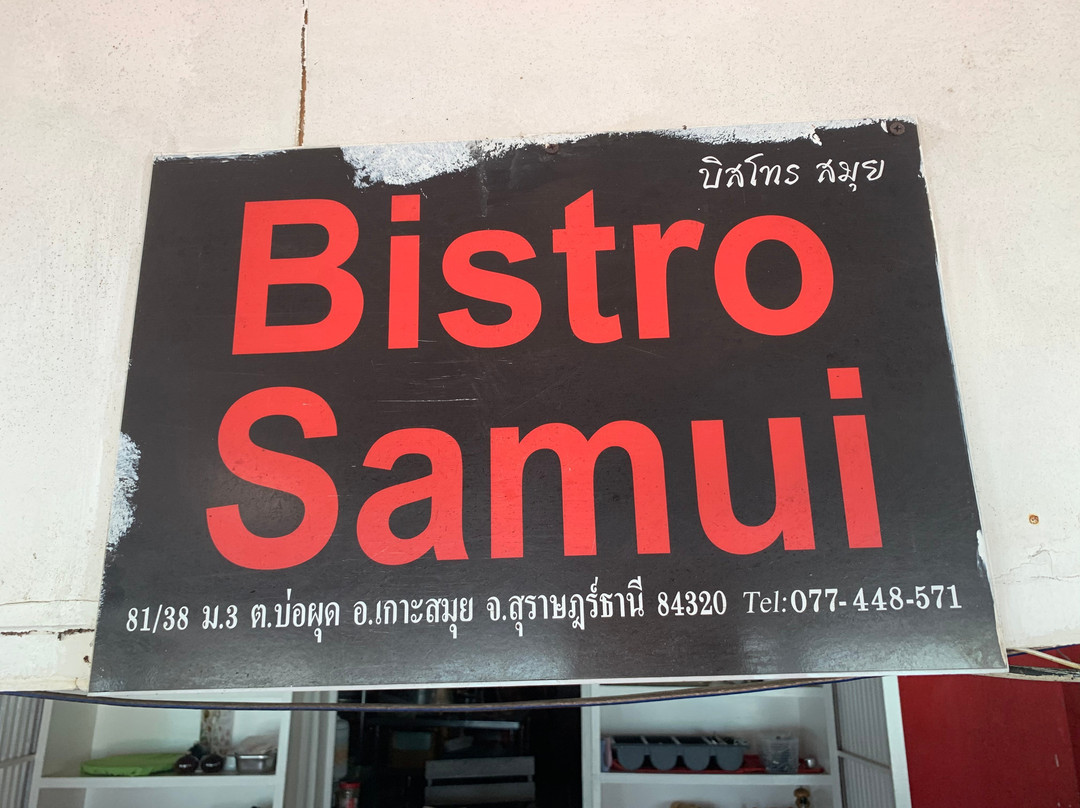 บิสโทร สมุย
Bistro
Samui
81/38 ม.3 ต.บ่อผุด อ.เกาะสมุย จ.สุราษฎร์ธานี 84320 Tel:077-448-571